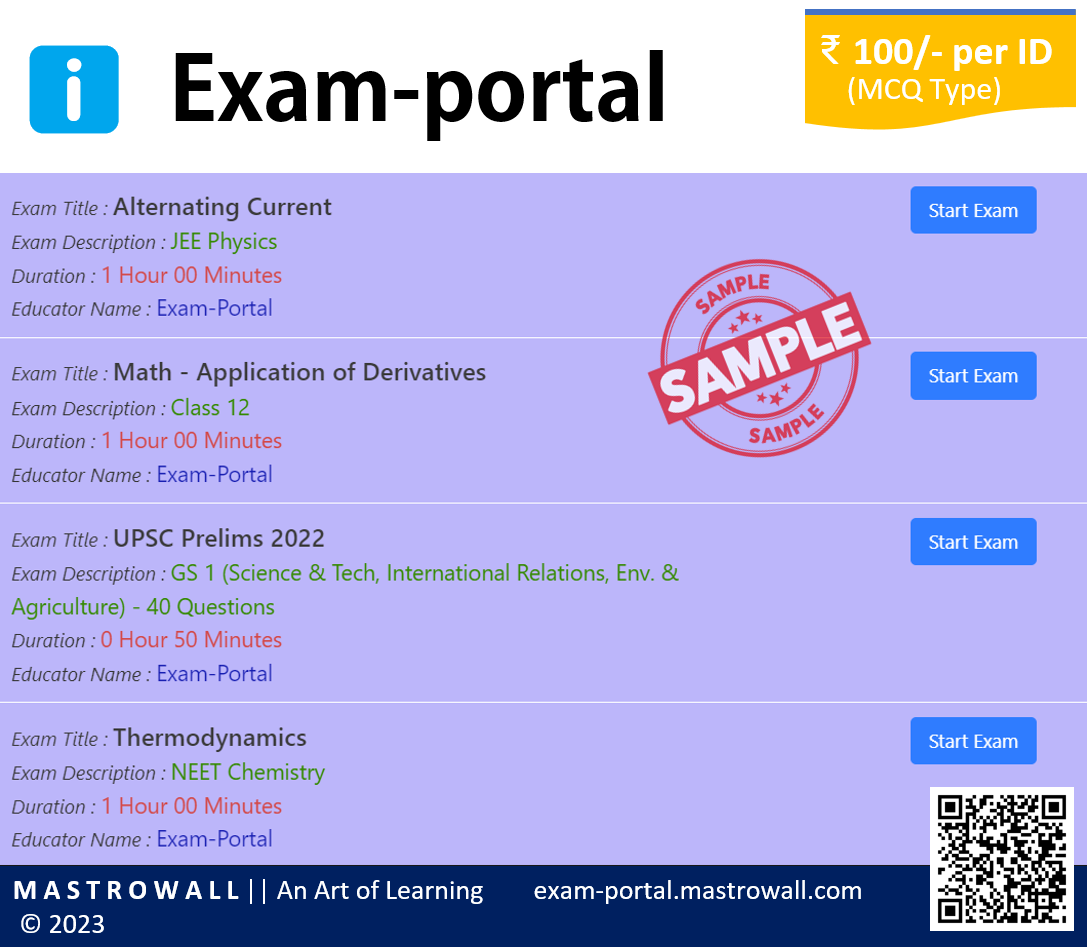 i Exam-portal
₹ 100/- per ID
(MCQ Type)
Exam Title : Alternating Current
Start Exam
Exam Description : JEE Physics
Duration : 1 Hour 00 Minutes
Educator Name : Exam-Portal
SAMPLE
SAMPLE
SAMPLE
Exam Title : Math - Application of Derivatives
Start Exam
Exam Description : Class 12
Duration : 1 Hour 00 Minutes
Educator Name : Exam-Portal
Exam Title : UPSC Prelims 2022
Start Exam
Exam Description : GS 1 (Science & Tech, International Relations, Env. &
Agriculture) - 40 Questions
Duration : 0 Hour 50 Minutes
Educator Name : Exam-Portal
Exam Title : Thermodynamics
Start Exam
Exam Description : NEET Chemistry
Duration : 1 Hour 00 Minutes
Educator Name : Exam-Portal
MASTROWALL || An Art of Learning exam-portal.mastrowall.com
© 2023